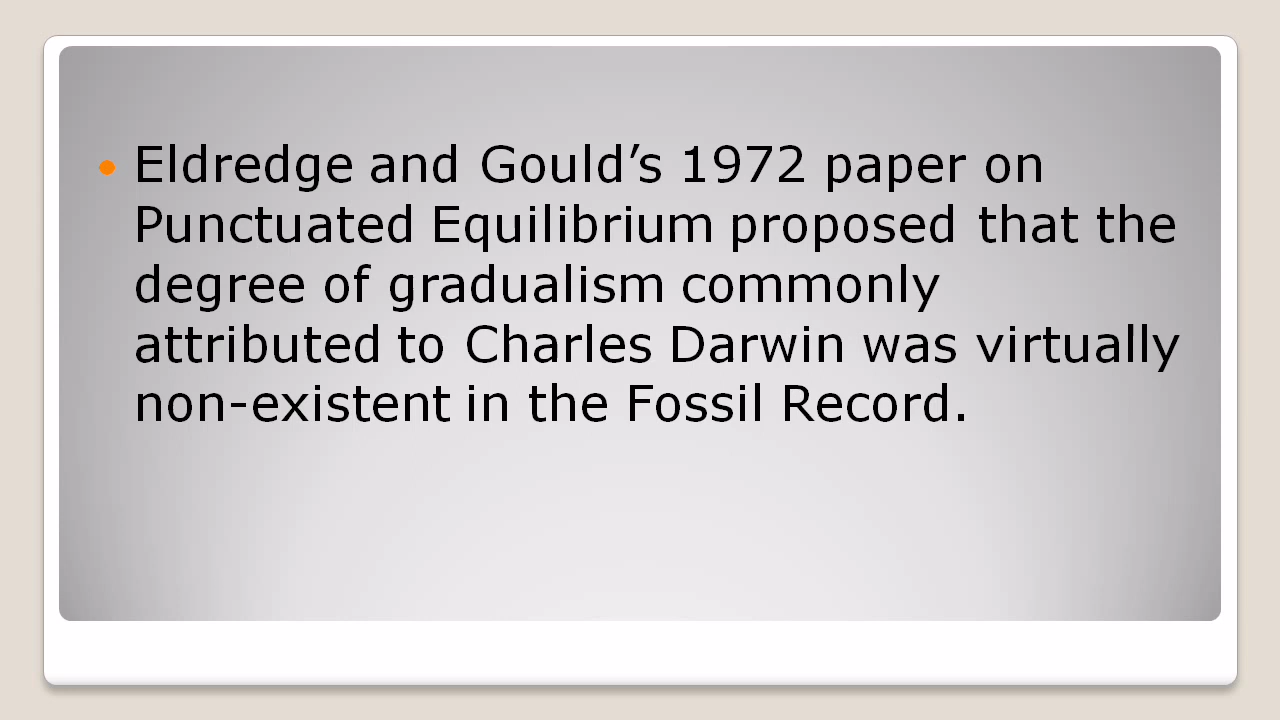 • Eldredge and Gould’s 1972 paper on
Punctuated Equilibrium proposed that the
degree of gradualism commonly
attributed to Charles Darwin was virtually
non-existent in the Fossil Record.